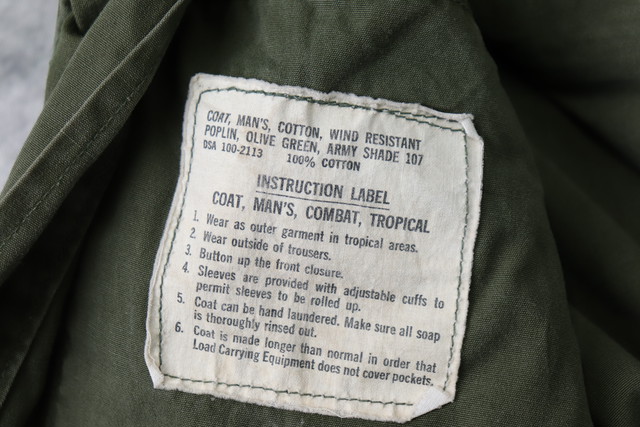 COAT, MAN'S, COTTON, WIND RESISTANT
POPLIN, OLIVE GREEN, ARMY SHADE 107
DSA 100-2113 100% COTTON
INSTRUCTION LABEL
COAT, MAN'S, COMBAT, TROPICAL
1. Wear as outer garment in tropical areas.
2. Wear outside of trousers.
3. Button up the front closure.
4. Sleeves are provided with adjustable cuffs to
permit sleeves to be rolled up.
5. Coat can be hand laundered. Make sure all soap
is thoroughly rinsed out.
6. Coat is made longer than normal in order that
Load Carrying Equipment does not cover pockets.